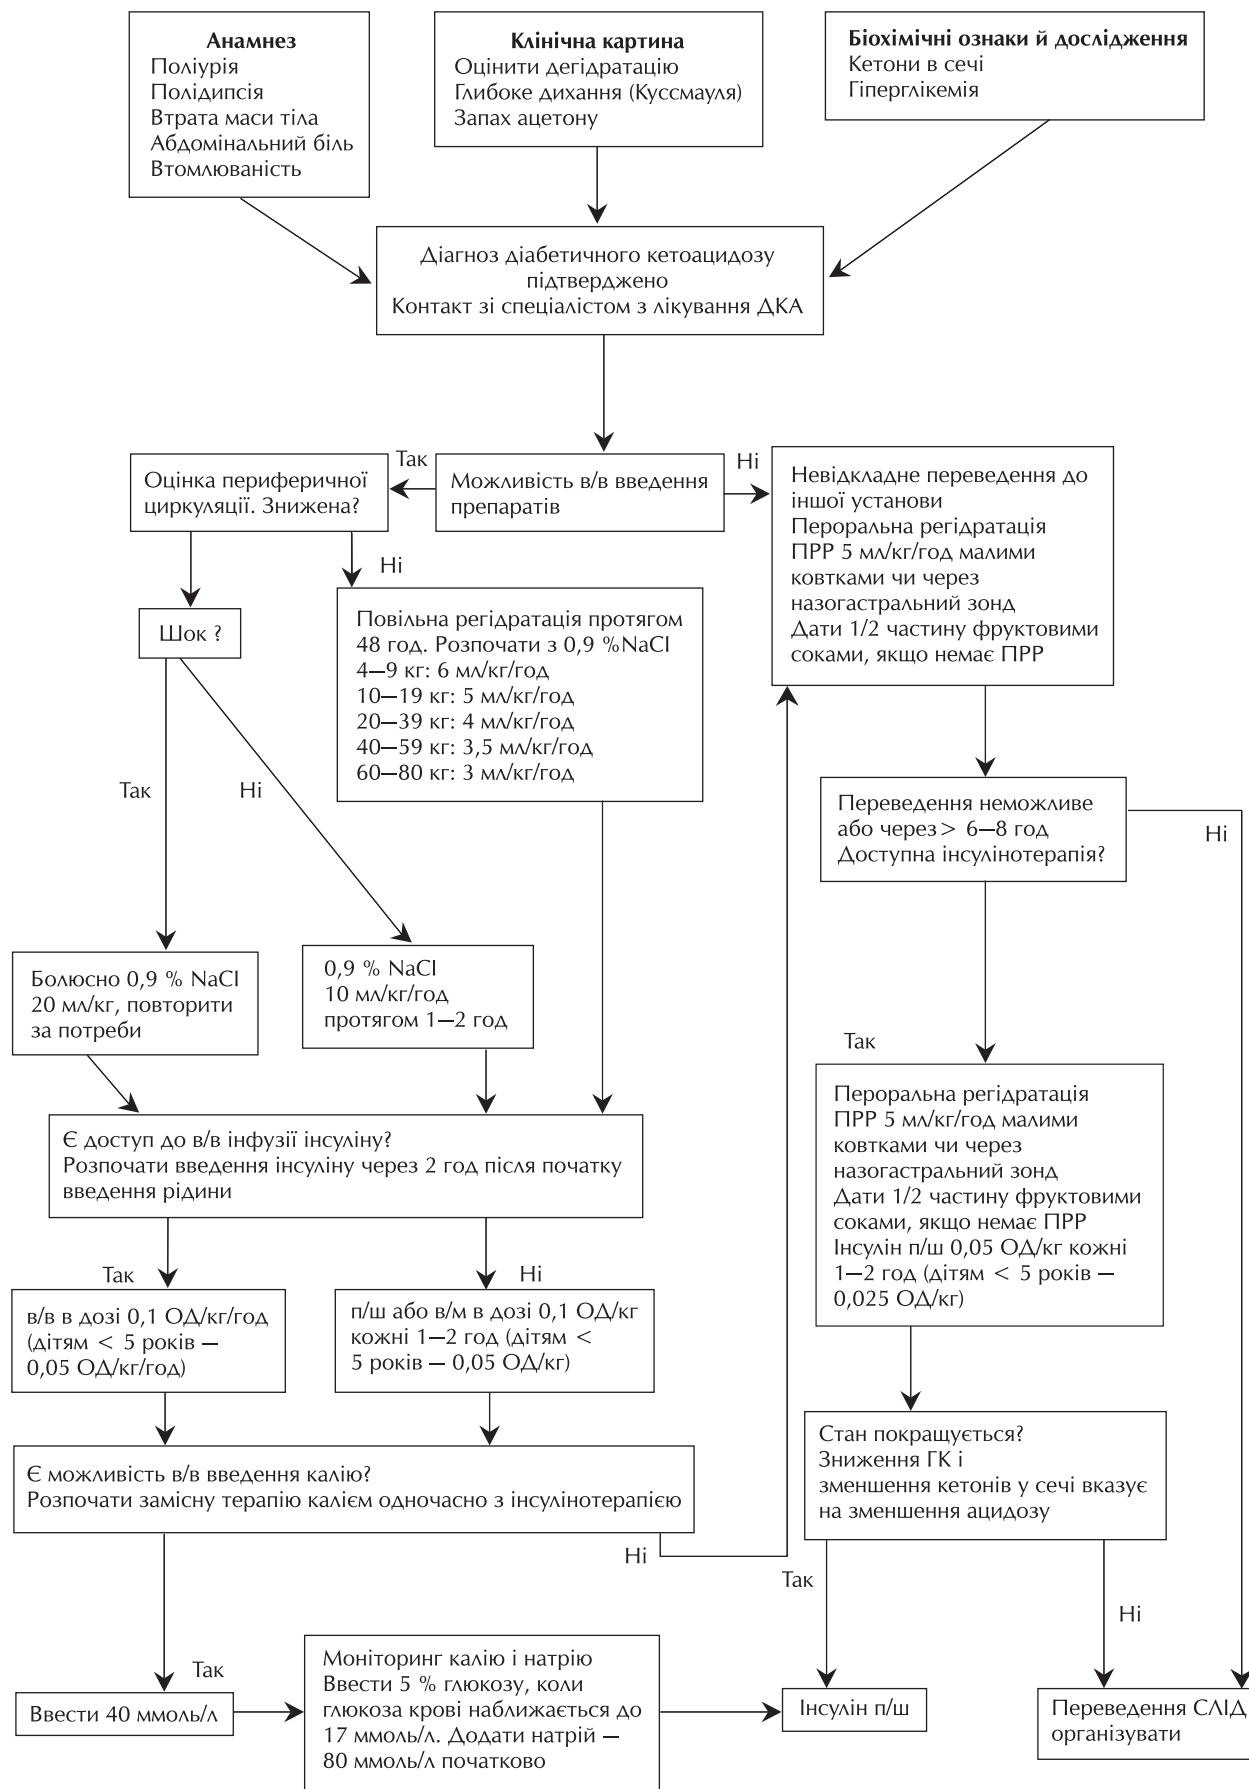 Анамнез
Поліурія
Полідипсія
Втрата маси тіла
Абдомінальний біль
Втомлюваність
Клінічна картина
Оцінити дегідратацію
Глибоке дихання (Куссмауля)
Запах ацетону
Біохімічні ознаки й дослідження
Кетони в сечі
Гіперглікемія
Діагноз діабетичного кетоацидозу
підтверджено
Контакт зі спеціалістом з лікування ДКА
Оцінка периферичної
циркуляції. Знижена?
Так
Можливість в/в введення
препаратів
Ні
Невідкладне переведення до
іншої установи
Пероральна регідратація
ПРР 5 мл/кг/год малими
ковтками чи через
назогастральний зонд
Дати 1/2 частину фруктовими
соками, якщо немає ПРР
Ні
Шок ?
Повільна регідратація протягом
48 год. Розпочати з 0,9 %NaCl
4—9 кг: 6 мл/кг/год
10—19 кг: 5 мл/кг/год
20—39 кг: 4 мл/кг/год
40—59 кг: 3,5 мл/кг/год
60—80 кг: 3 мл/кг/год
Так
Ні
Переведення неможливе
або через > 6—8 год
Доступна інсулінотерапія?
Ні
Болюсно 0,9 % NaCl
20 мл/кг, повторити
за потреби
0,9 % NaCl
10 мл/кг/год
протягом 1—2 год
Так
Пероральна регідратація
ПРР 5 мл/кг/год малими
ковтками чи через
назогастральний зонд
Дати 1/2 частину фруктовими
соками, якщо немає ПРР
Інсулін п/ш 0,05 ОД/кг кожні
1—2 год (дітям < 5 років —
0,025 ОД/кг)
Є доступ до в/в інфузії інсуліну?
Розпочати введення інсуліну через 2 год після початку
введення рідини
Так
Ні
в/в в дозі 0,1 ОД/кг/год
(дітям < 5 років —
0,05 ОД/кг/год)
п/ш або в/м в дозі 0,1 ОД/кг
кожні 1—2 год (дітям <
5 років — 0,05 ОД/кг)
Стан покращується?
Зниження ГК і
зменшення кетонів у сечі вказує
на зменшення ацидозу
Є можливість в/в введення калію?
Розпочати замісну терапію калієм одночасно з інсулінотерапією
Ні
Так
Ні
Так
Ввести 40 ммоль/л
Моніторинг калію і натрію
Ввести 5 % глюкозу, коли
глюкоза крові наближається до
17 ммоль/л. Додати натрій —
80 ммоль/л початково
Інсулін п/ш
Переведення СЛІД
організувати